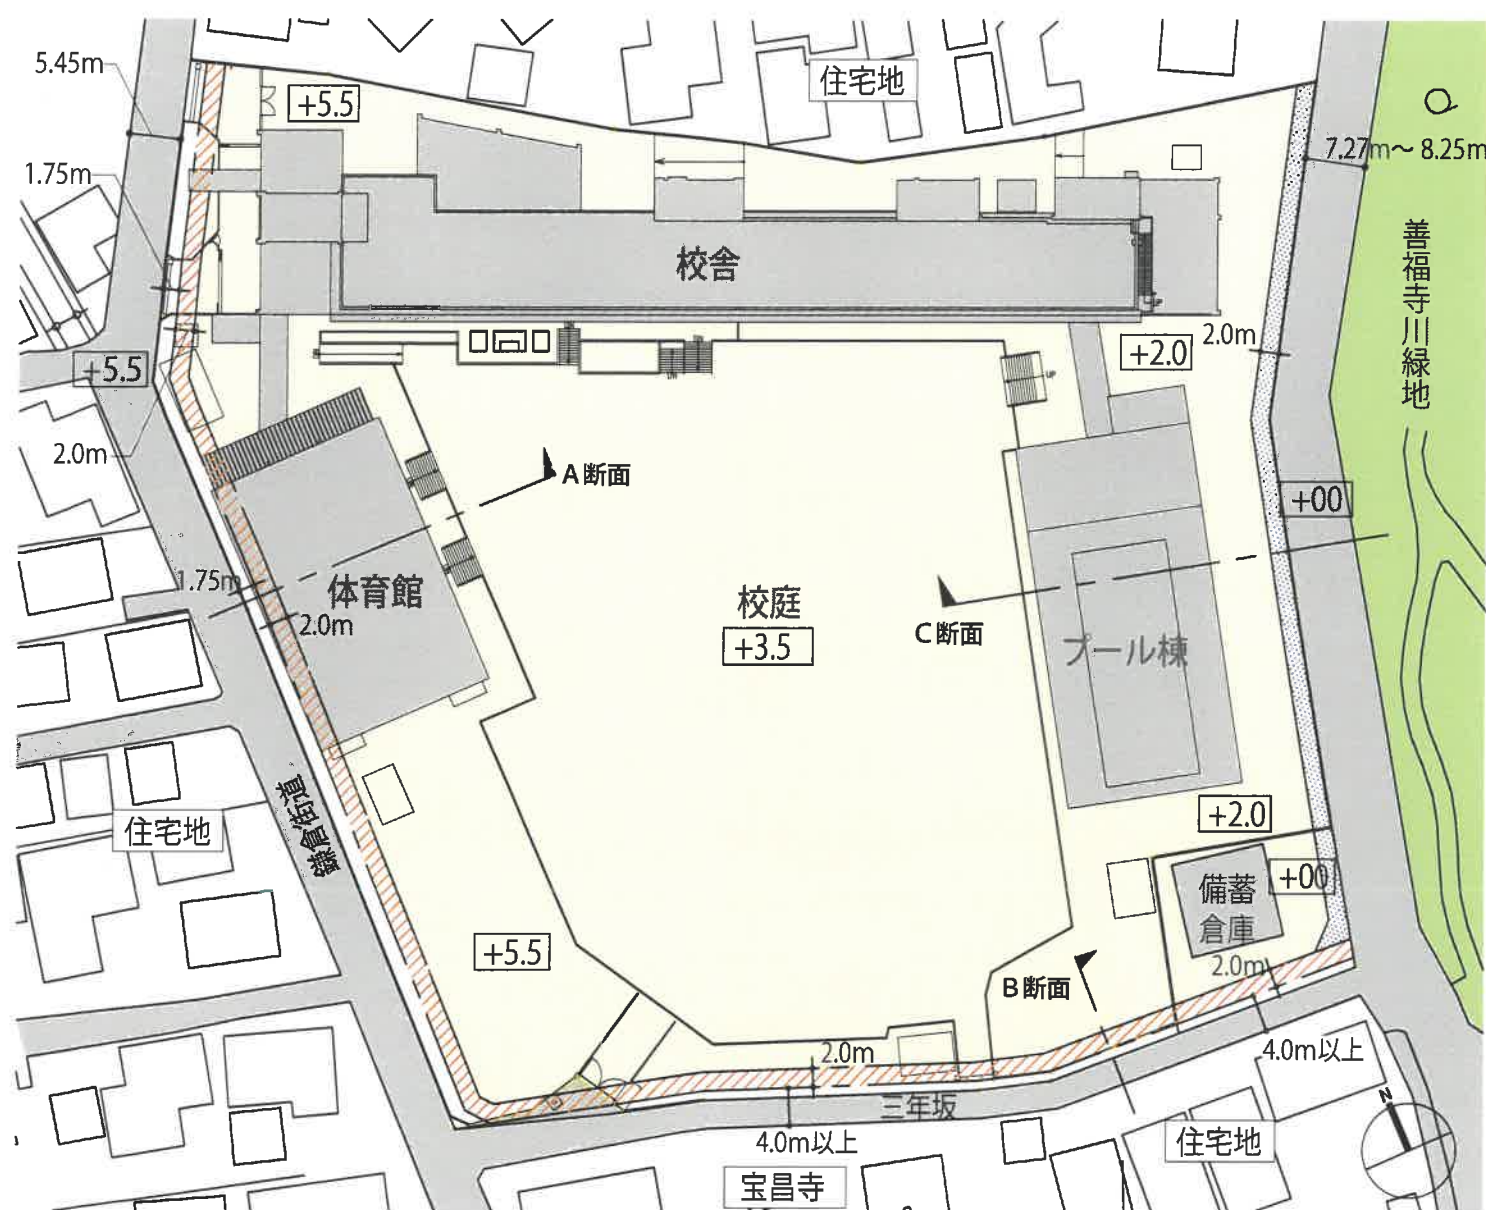 5.45m
+5.5
住宅地
7.27m～8.25m
1.75m
善福寺川緑地
校舎
+5.5
+2.0
2.0m
2.0m
A断面
+00
1.75m
体育館
2.0m
校庭
+3.5
C断面
プール棟
鎌倉街道
住宅地
+2.0
備蓄
倉庫
+00
+5.5
B断面
2.0m
2.0m
4.0m以上
三年坂
4.0m以上
住宅地
宝昌寺
N